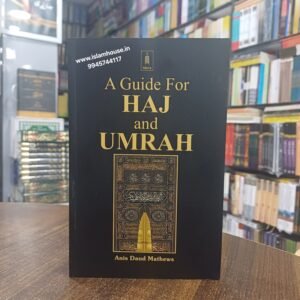 www.islamhouse.in
9945744117
A Guide For
HAJ
and
UMRAH
Anis Daud Mathews